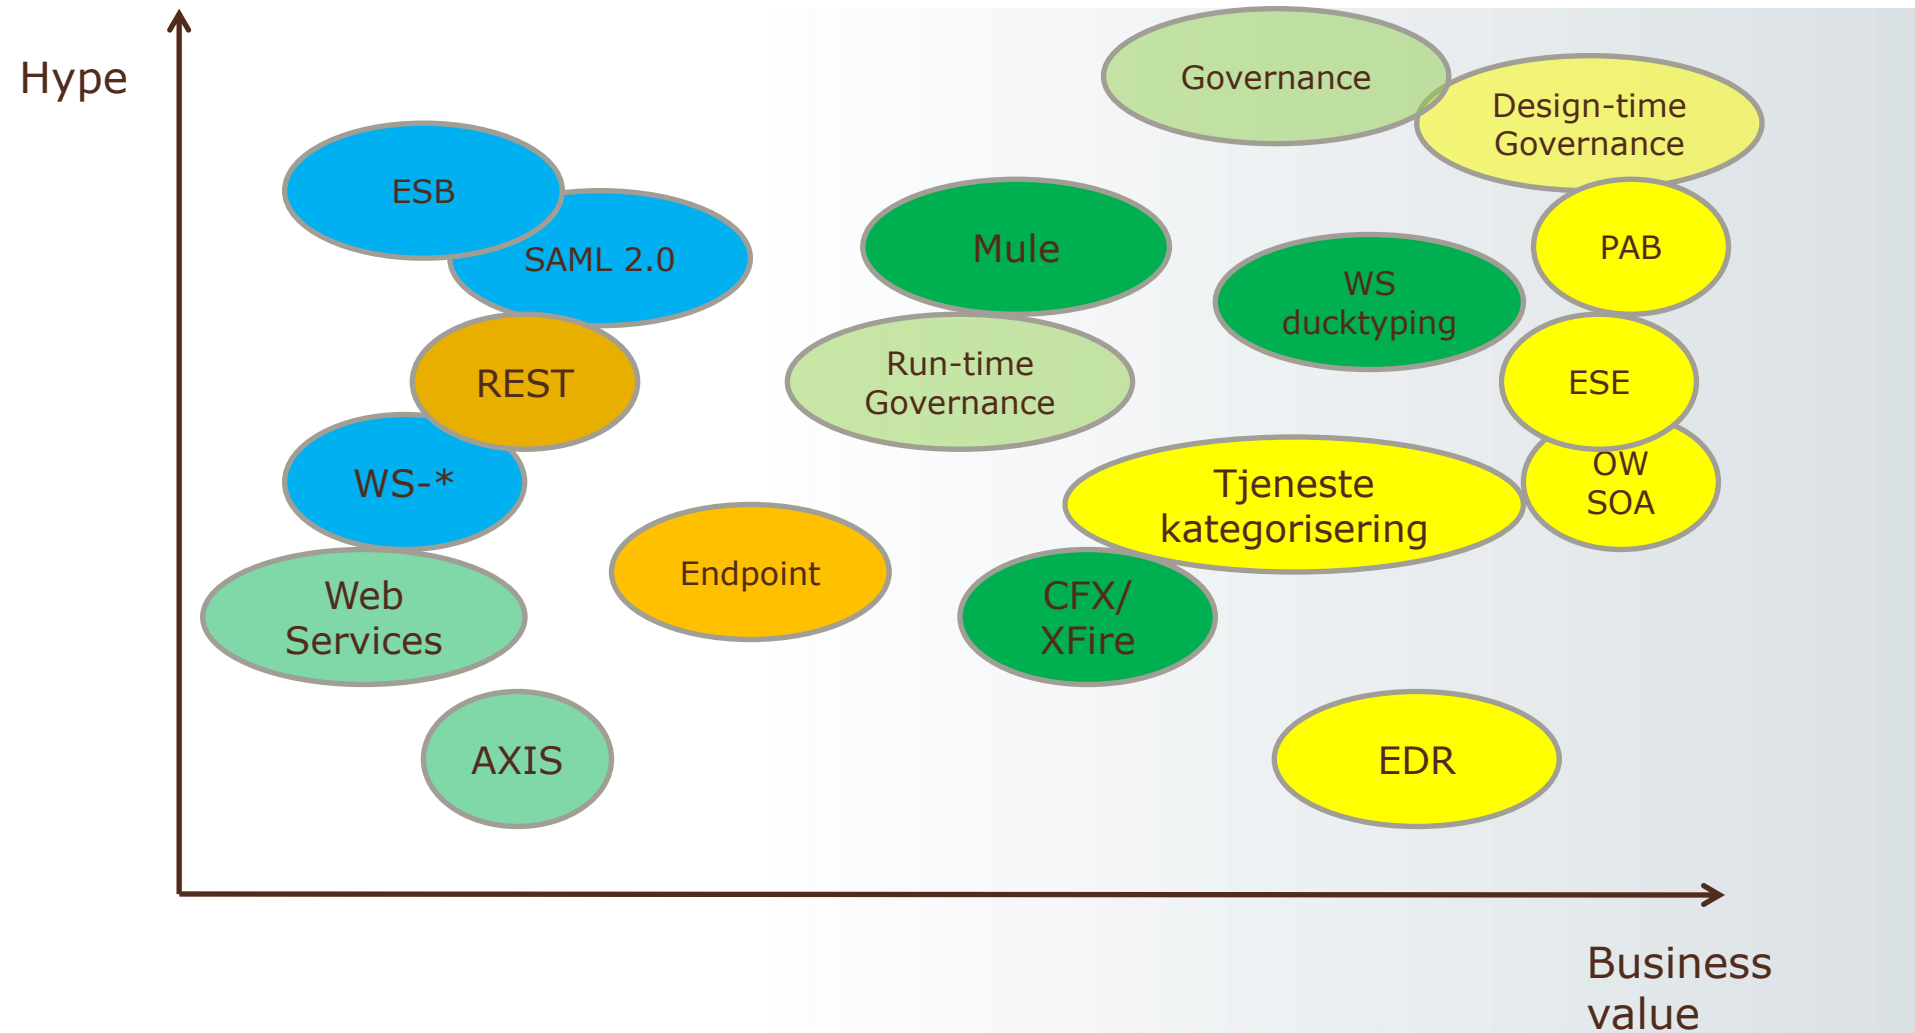 Hype
Governance
Design-time
Governance
ESB
SAML 2.0
Mule
PAB
WS
ducktyping
REST
Run-time
Governance
ESE
WS-*
Tjeneste
kategorisering
OW
SOA
Endpoint
Web
Services
CFX/
XFire
AXIS
EDR
Business
value